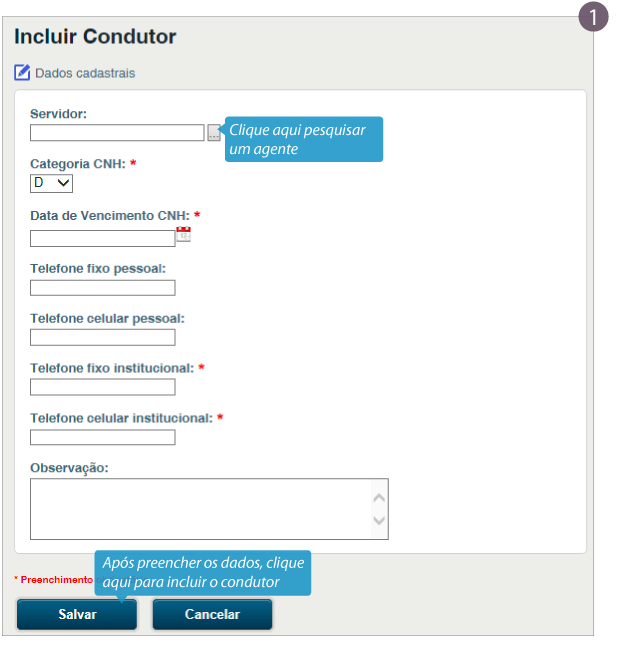 1
Incluir Condutor
Dados cadastrais
Servidor:
...
Clique aqui pesquisar
um agente
Categoria CNH: *
D
Data de Vencimento CNH: *
Telefone fixo pessoal:
Telefone celular pessoal:
Telefone fixo institucional: *
Telefone celular institucional: *
Observação:
Após preencher os dados, clique
aqui para incluir o condutor
* Preenchimento
Salvar
Cancelar